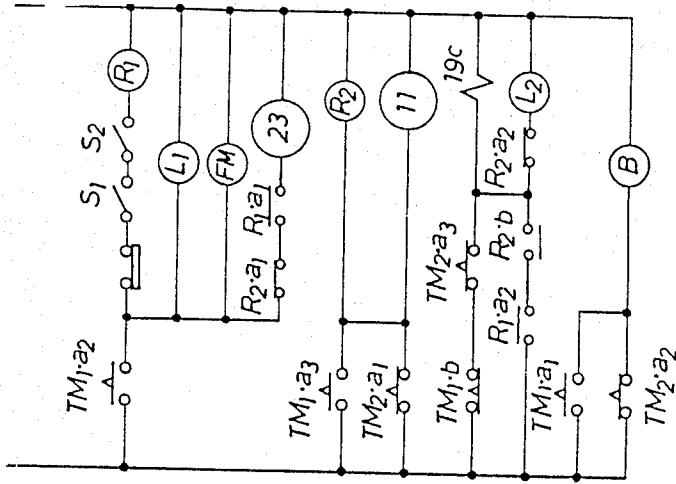 R1
S2
S1
L1
FM
23
R1·a1
R2·a1
TM1·a2
R2
11
TM1·a3
TM2·a1
19c
L2
R2·a2
R2·b
R1·a2
TM2·a3
TM1·b
B
TM1·a1
TM2·a2